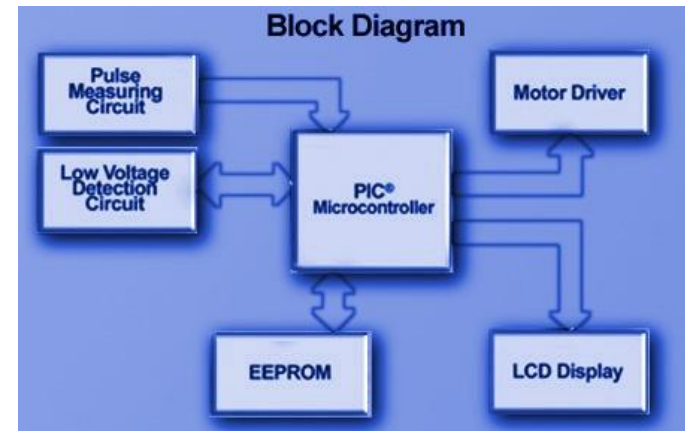 Block Diagram
Pulse
Measuring
Circuit
Motor Driver
Low Voltage
Detection
Circuit
PIC®
Microcontroller
EEPROM
LCD Display